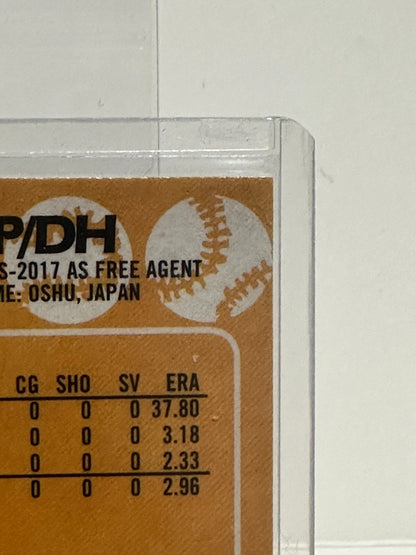 P/DH
S-2017 AS FREE AGENT
ME: OSHU, JAPAN
CG SHO SV ERA
0 0 0 37.80
0 0 0 3.18
0 0 0 2.33
0 0 0 2.96